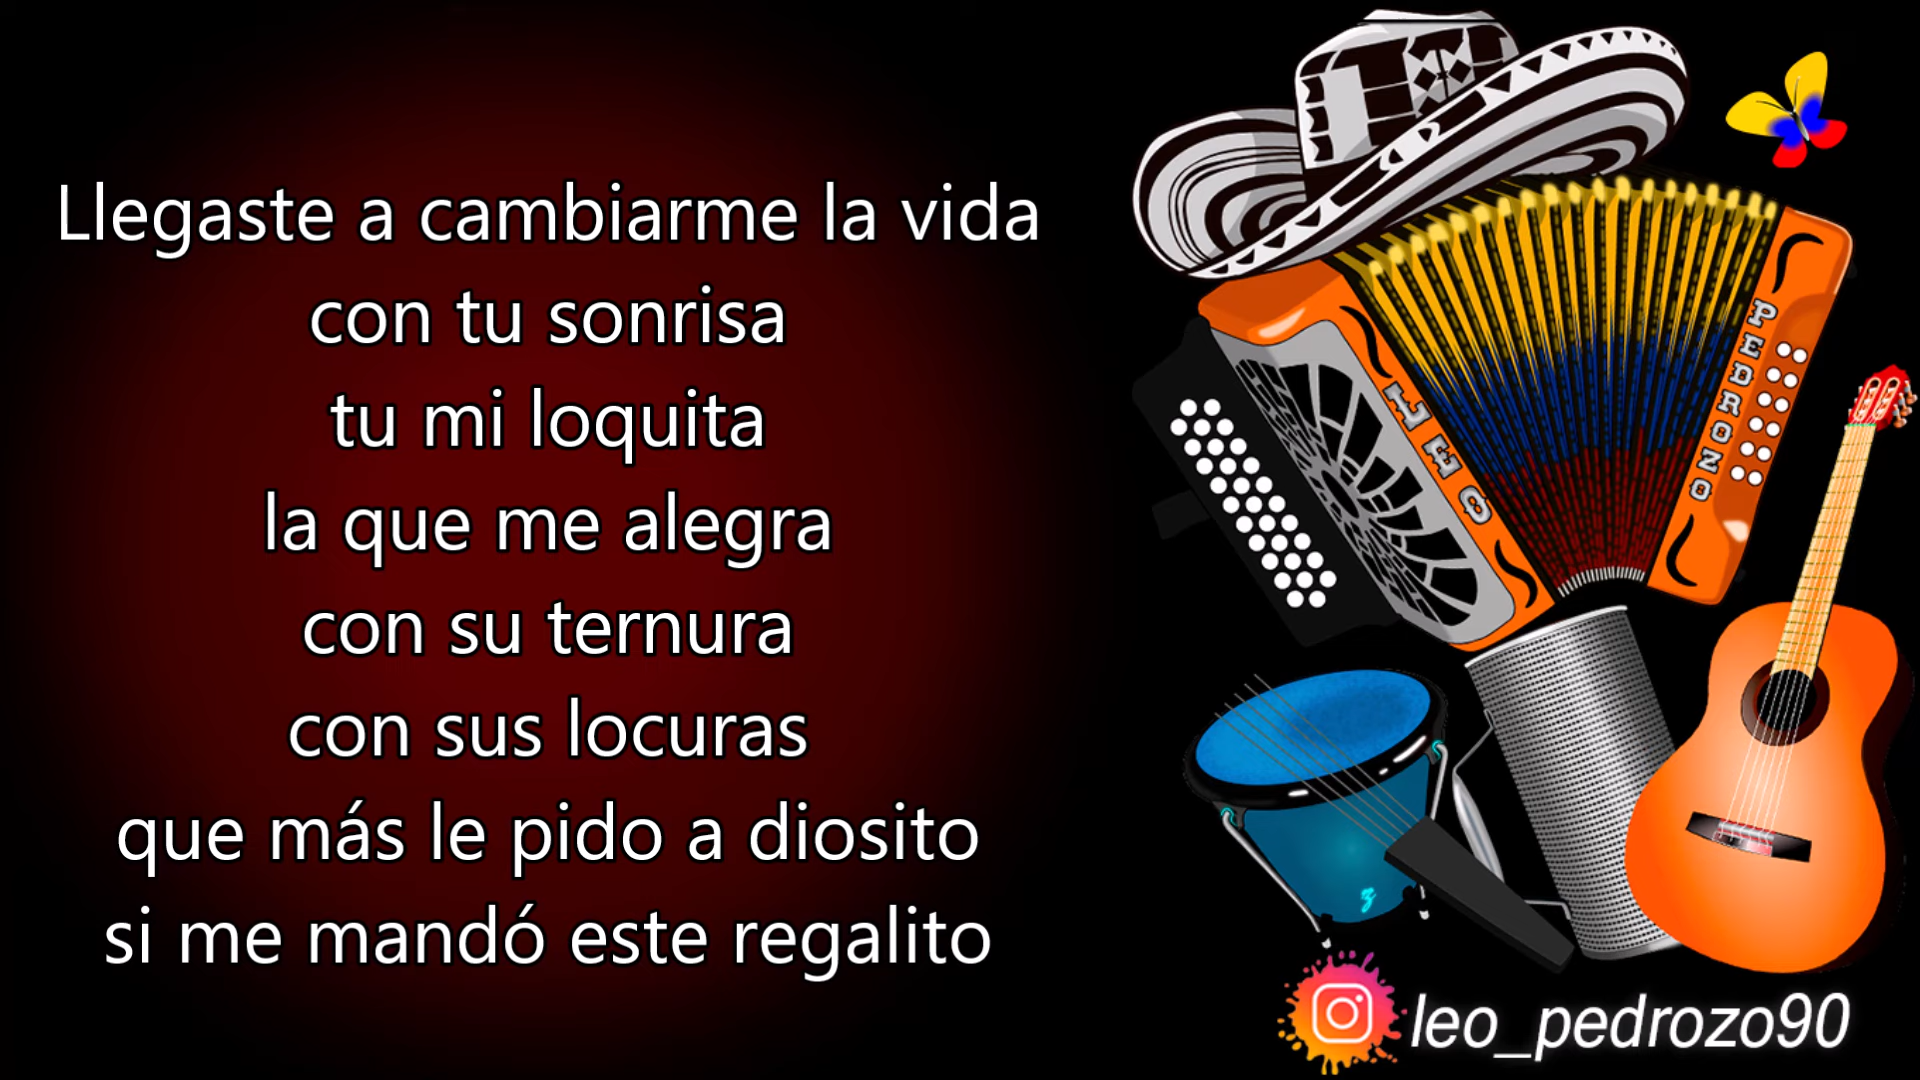 Llegaste a cambiarme la vida
con tu sonrisa
tu mi loquita
la que me alegra
con su ternura
con sus locuras
que más le pido a diosito
si me mandó este regalito
LEO
PEDROZO
z
leo_pedrozo90